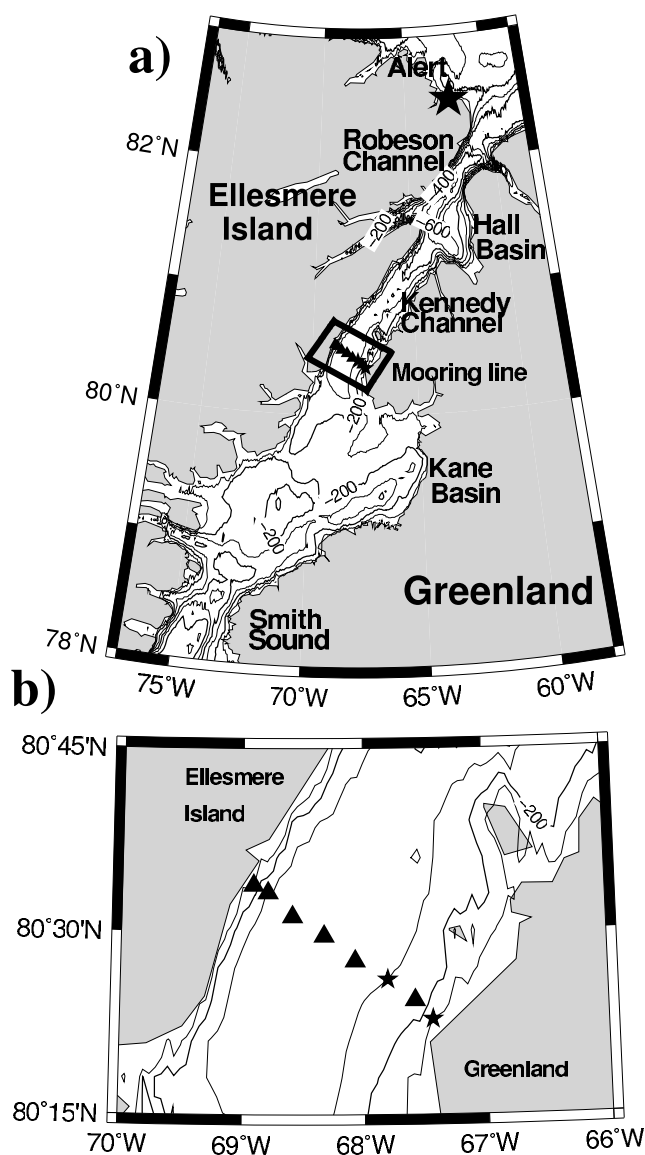 a)
Alert
82°N
Robeson
Channel
−400
Ellesmere
Island
−200
−600
Hall
Basin
Kennedy
Channel
Mooring line
80°N
−200
Kane
Basin
−200
−200
Greenland
Smith
Sound
78°N
75°W
70°W
65°W
60°W
b)
80°45'N
Ellesmere
Island
−200
80°30'N
Greenland
80°15'N
70°W
69°W
68°W
67°W
66°W